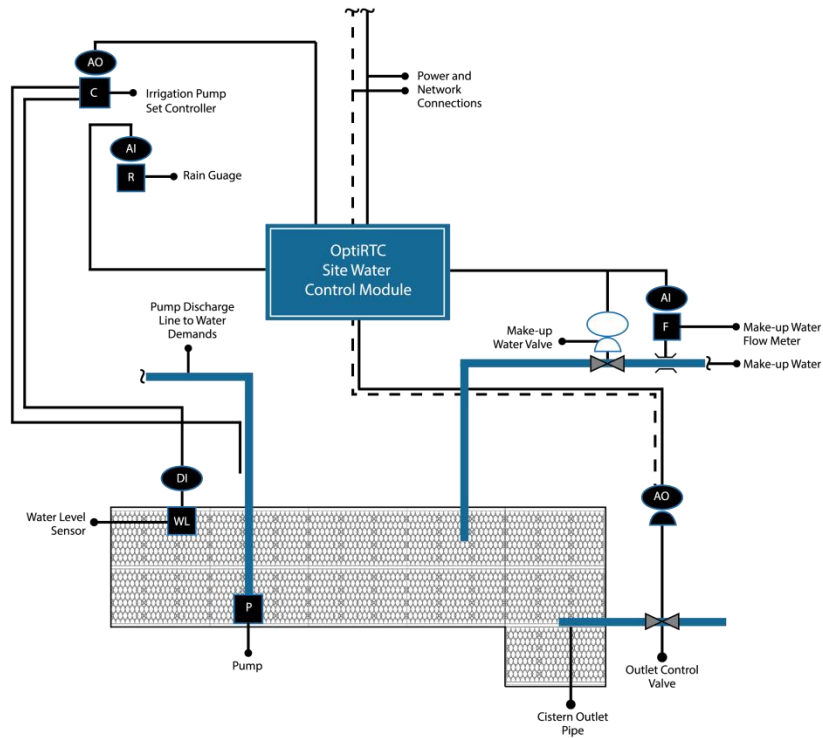 AO
C
Irrigation Pump
Set Controller
Power and
Network
Connections
AI
R
Rain Guage
OptiRTC
Site Water
Control Module
Pump Discharge
Line to Water
Demands
AI
F
Make-up Water
Flow Meter
Make-up
Water Valve
Make-up Water
DI
WL
Water Level
Sensor
AO
P
Pump
Outlet Control
Valve
Cistern Outlet
Pipe